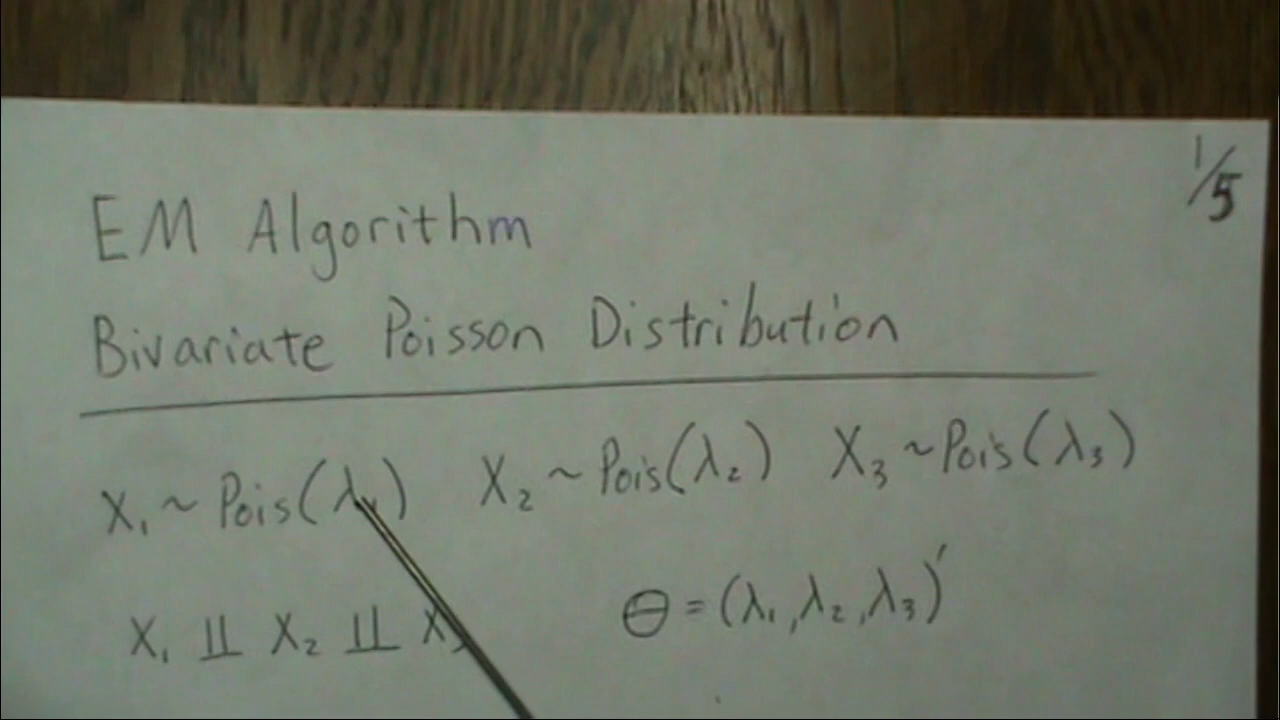 1/5
EM Algorithm
Bivariate Poisson Distribution
X₁ ~ Pois(λ₁) X₂ ~ Pois(λ₂) X₃ ~ Pois(λ₃)
X₁ ⫫ X₂ ⫫ X₃ Θ = (λ₁, λ₂, λ₃)′